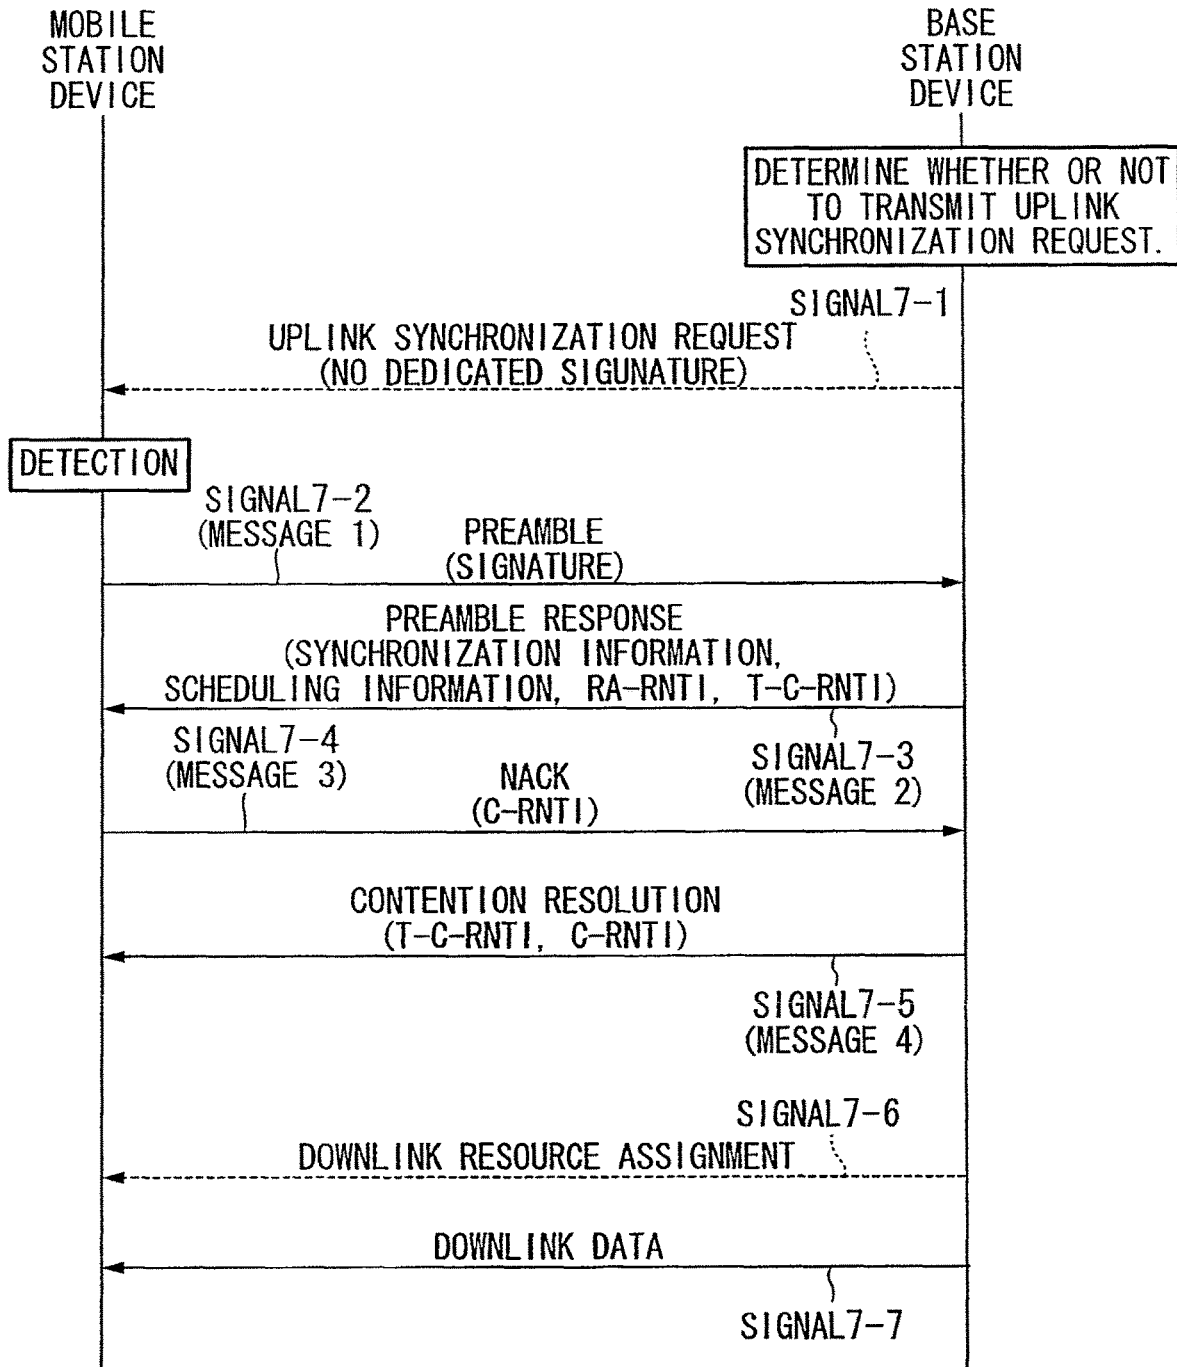 MOBILE
STATION
DEVICE
BASE
STATION
DEVICE
DETERMINE WHETHER OR NOT
TO TRANSMIT UPLINK
SYNCHRONIZATION REQUEST.
SIGNAL7-1
UPLINK SYNCHRONIZATION REQUEST
(NO DEDICATED SIGUNATURE)
DETECTION
SIGNAL7-2
(MESSAGE 1)
PREAMBLE
(SIGNATURE)
PREAMBLE RESPONSE
(SYNCHRONIZATION INFORMATION,
SCHEDULING INFORMATION, RA-RNTI, T-C-RNTI)
SIGNAL7-3
(MESSAGE 2)
SIGNAL7-4
(MESSAGE 3)
NACK
(C-RNTI)
CONTENTION RESOLUTION
(T-C-RNTI, C-RNTI)
SIGNAL7-5
(MESSAGE 4)
SIGNAL7-6
DOWNLINK RESOURCE ASSIGNMENT
DOWNLINK DATA
SIGNAL7-7